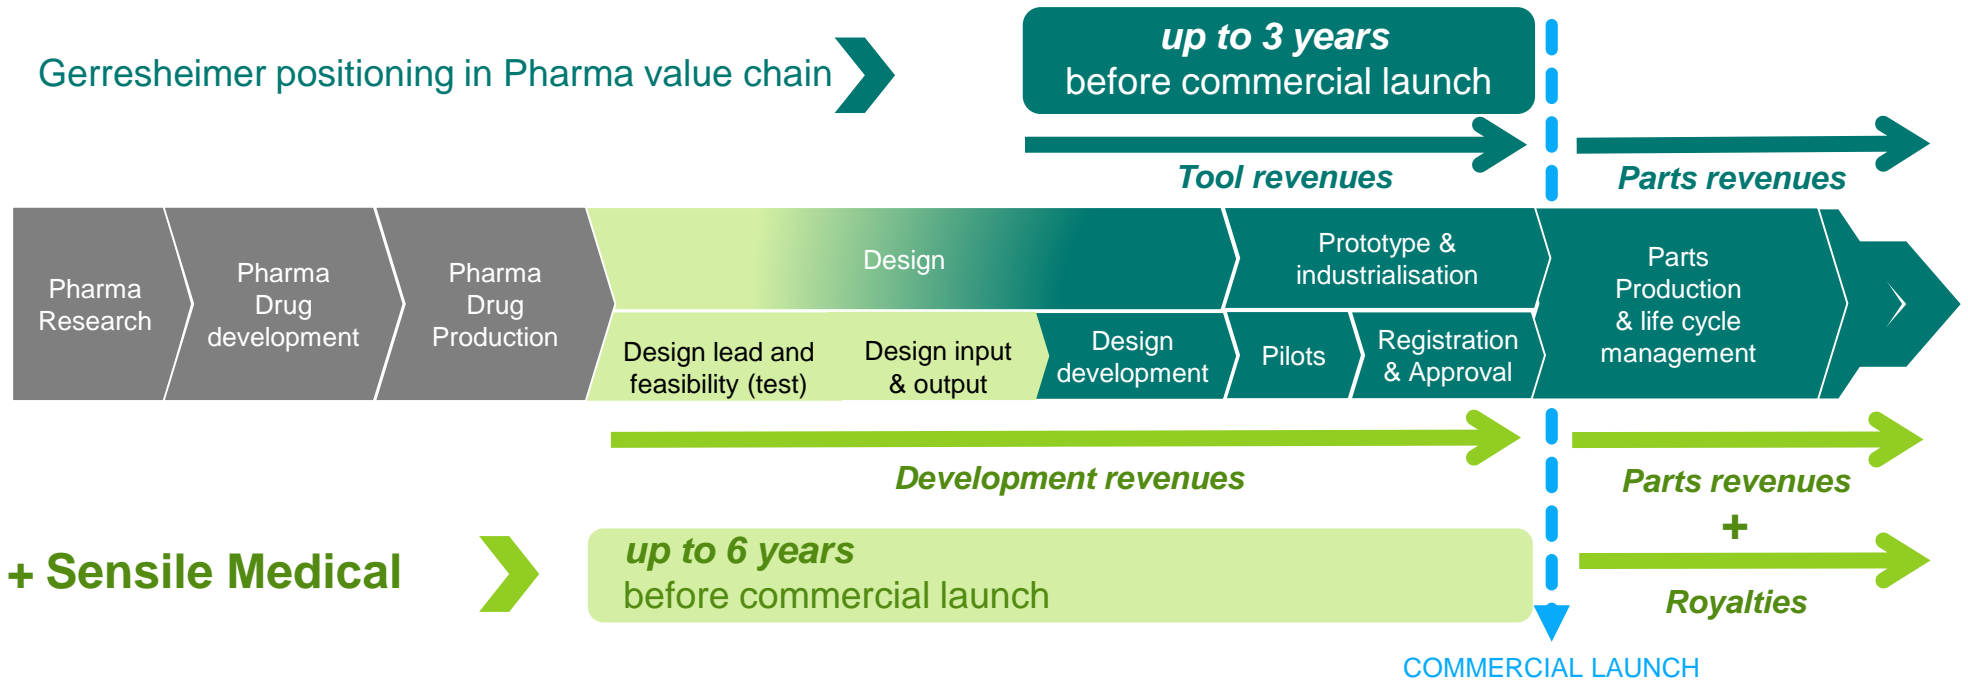 Gerresheimer positioning in Pharma value chain
up to 3 years
before commercial launch
Tool revenues
Parts revenues
Pharma
Research
Pharma
Drug
development
Pharma
Drug
Production
Design
Prototype &
industrialisation
Parts
Production
& life cycle
management
Design lead and
feasibility (test)
Design input
& output
Design
development
Pilots
Registration
& Approval
Development revenues
Parts revenues
+
Royalties
+ Sensile Medical
up to 6 years
before commercial launch
COMMERCIAL LAUNCH